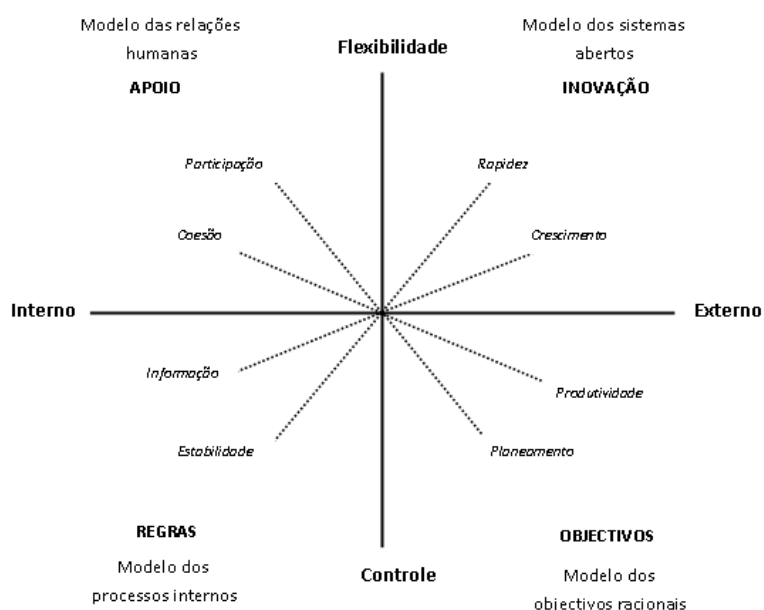 Modelo das relações
humanas
APOIO
Flexibilidade
Modelo dos sistemas
abertos
INOVAÇÃO
Participação
Rapidez
Coesão
Crescimento
Interno
Externo
Informação
Produtividade
Estabilidade
Planeamento
REGRAS
Modelo dos
processos internos
Controle
OBJECTIVOS
Modelo dos
objectivos racionais